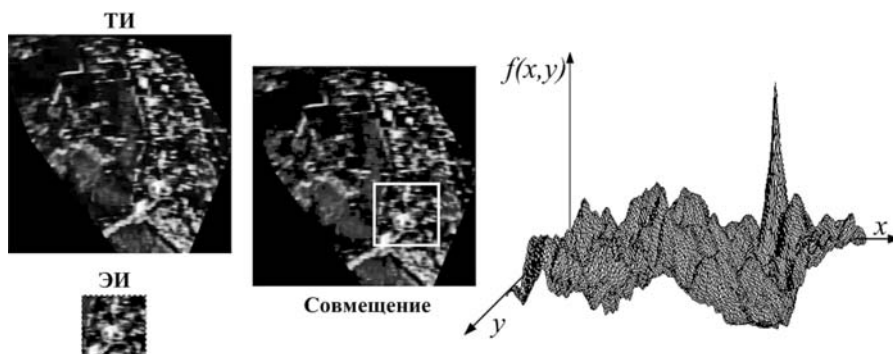 ТИ
ЭИ
Совмещение
f(x,y)
x
y